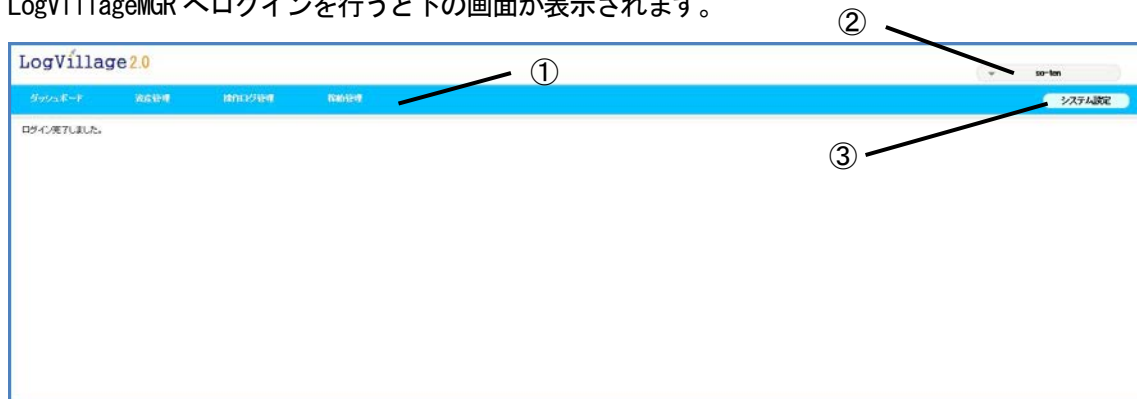 LogVillageMGR へログインを行うと下の画面が表示されます。
②
LogVillage 2.0
①
so-ten
ダッシュボード 資産管理 操作ログ管理 稼動管理
システム設定
ログイン完了しました。
③